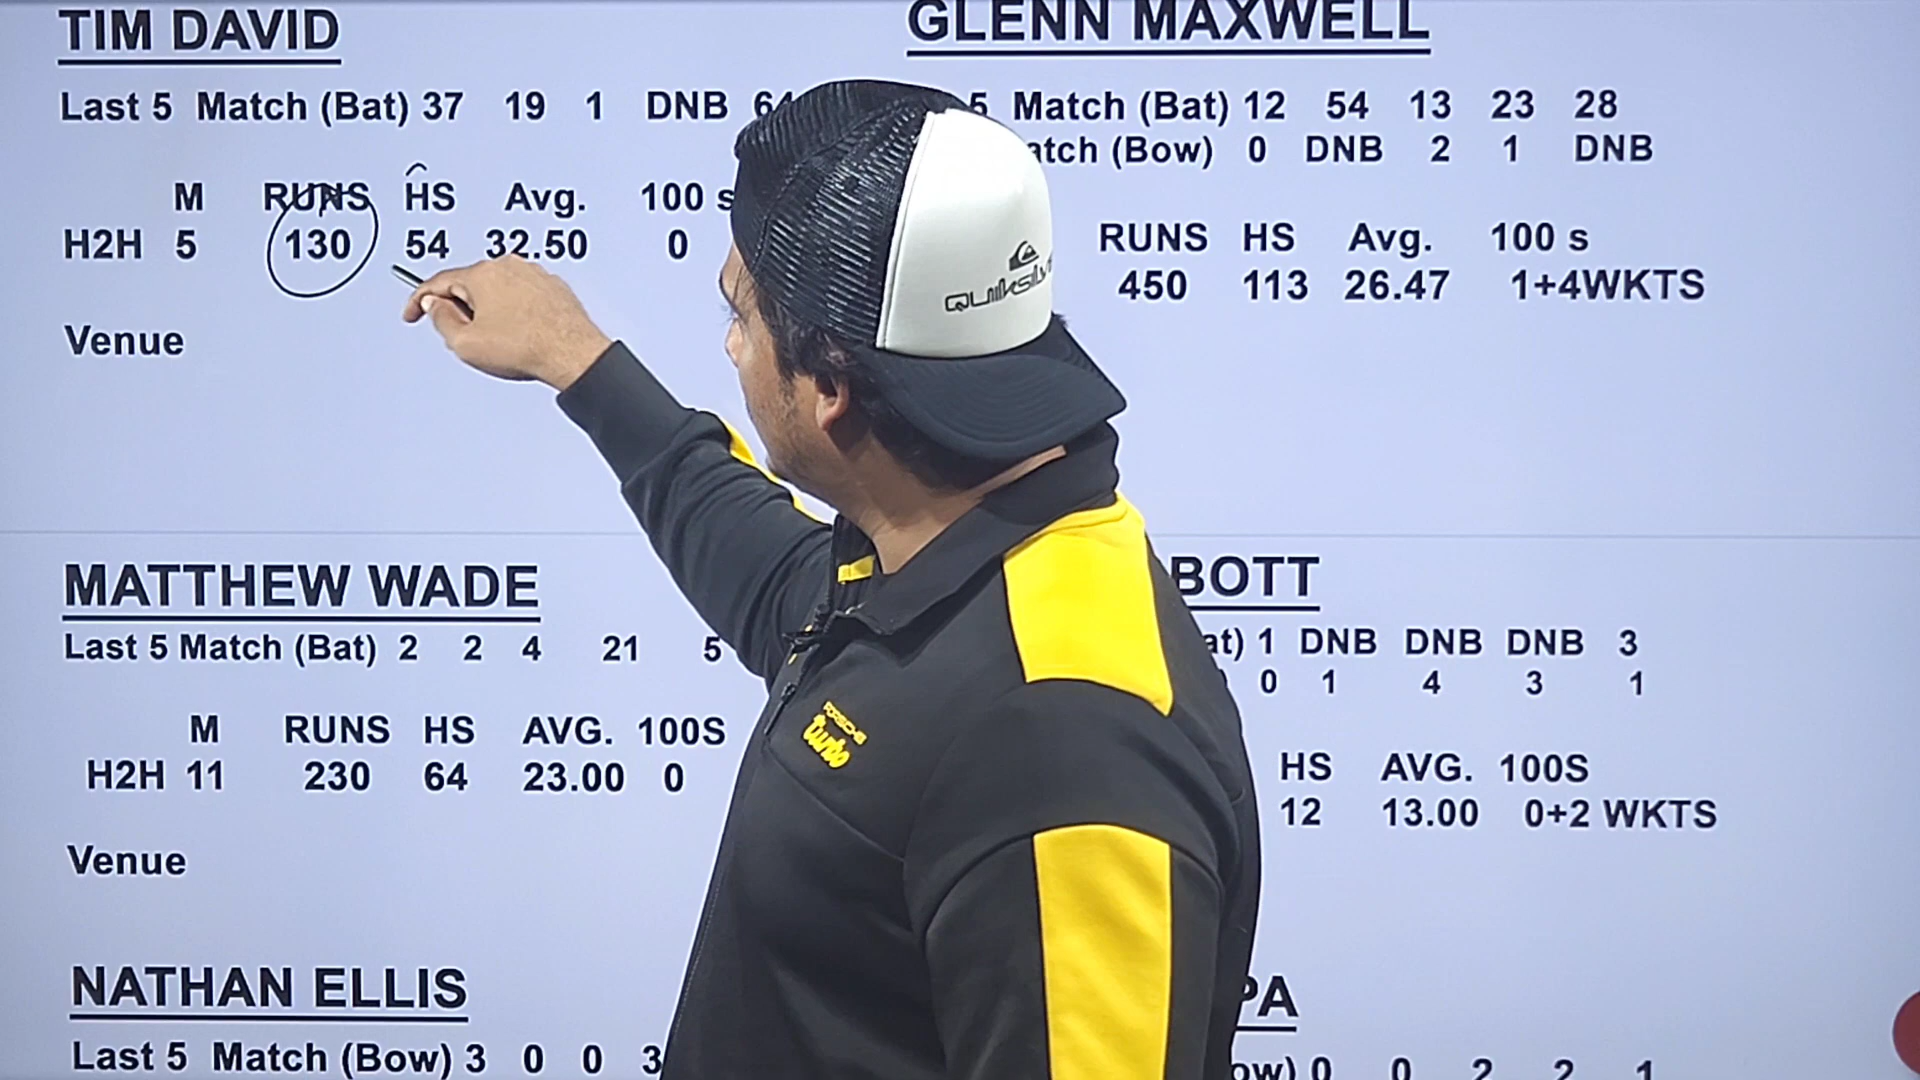 TIM DAVID
Last 5 Match (Bat) 37 19 1 DNB
M RUNS HS Avg. 100 s
H2H 5 130 54 32.50 0
Venue
GLENN MAXWELL
5 Match (Bat) 12 54 13 23 28
(Bow) 0 DNB 2 1 DNB
RUNS HS Avg. 100 s
450 113 26.47 1+4WKTS
QUIKSILV
MATTHEW WADE
Last 5 Match (Bat) 2 2 4 21 5
M RUNS HS AVG. 100S
H2H 11 230 64 23.00 0
Venue
BOTT
1 DNB DNB DNB 3
0 1 4 3 1
HS AVG. 100S
12 13.00 0+2 WKTS
PORSCHE
Turbo
NATHAN ELLIS
Last 5 Match (Bow) 3 0 0 3
PA
0 0 2 2 1